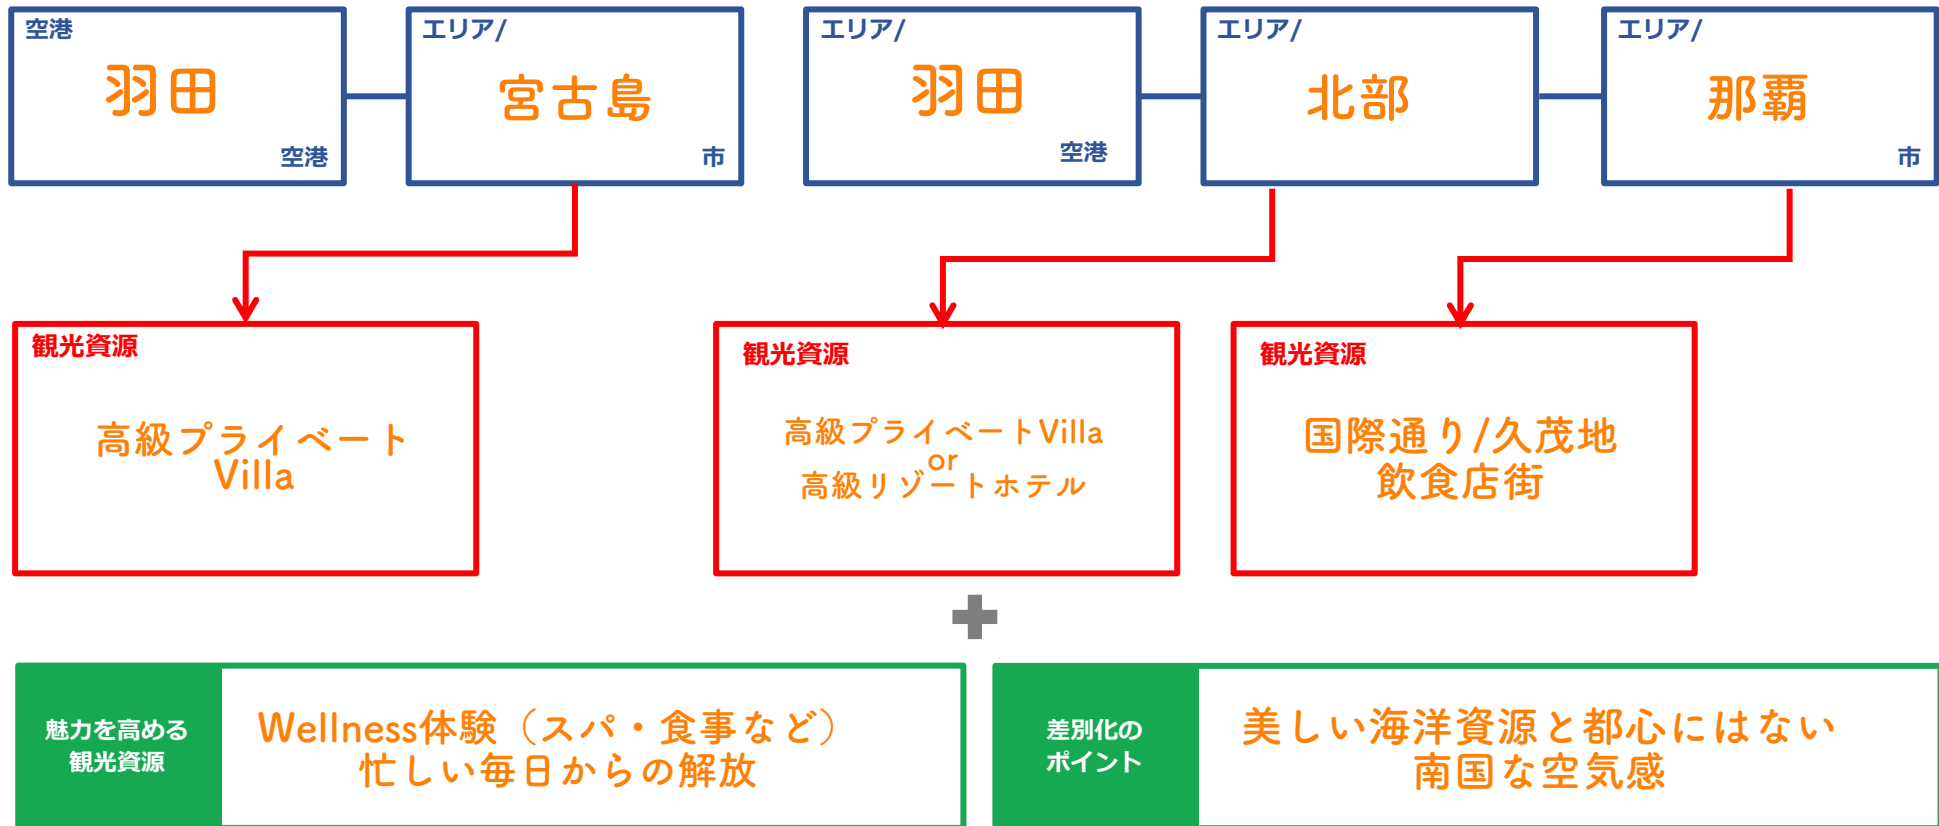 空港
羽田
空港
エリア/
宮古島
市
エリア/
羽田
空港
エリア/
北部
エリア/
那覇
市
観光資源
高級プライベート
Villa
観光資源
高級プライベートVilla
or
高級リゾートホテル
観光資源
国際通り/久茂地
飲食店街
魅力を高める
観光資源
Wellness体験（スパ・食事など）
忙しい毎日からの解放
差別化の
ポイント
美しい海洋資源と都心にはない
南国な空気感